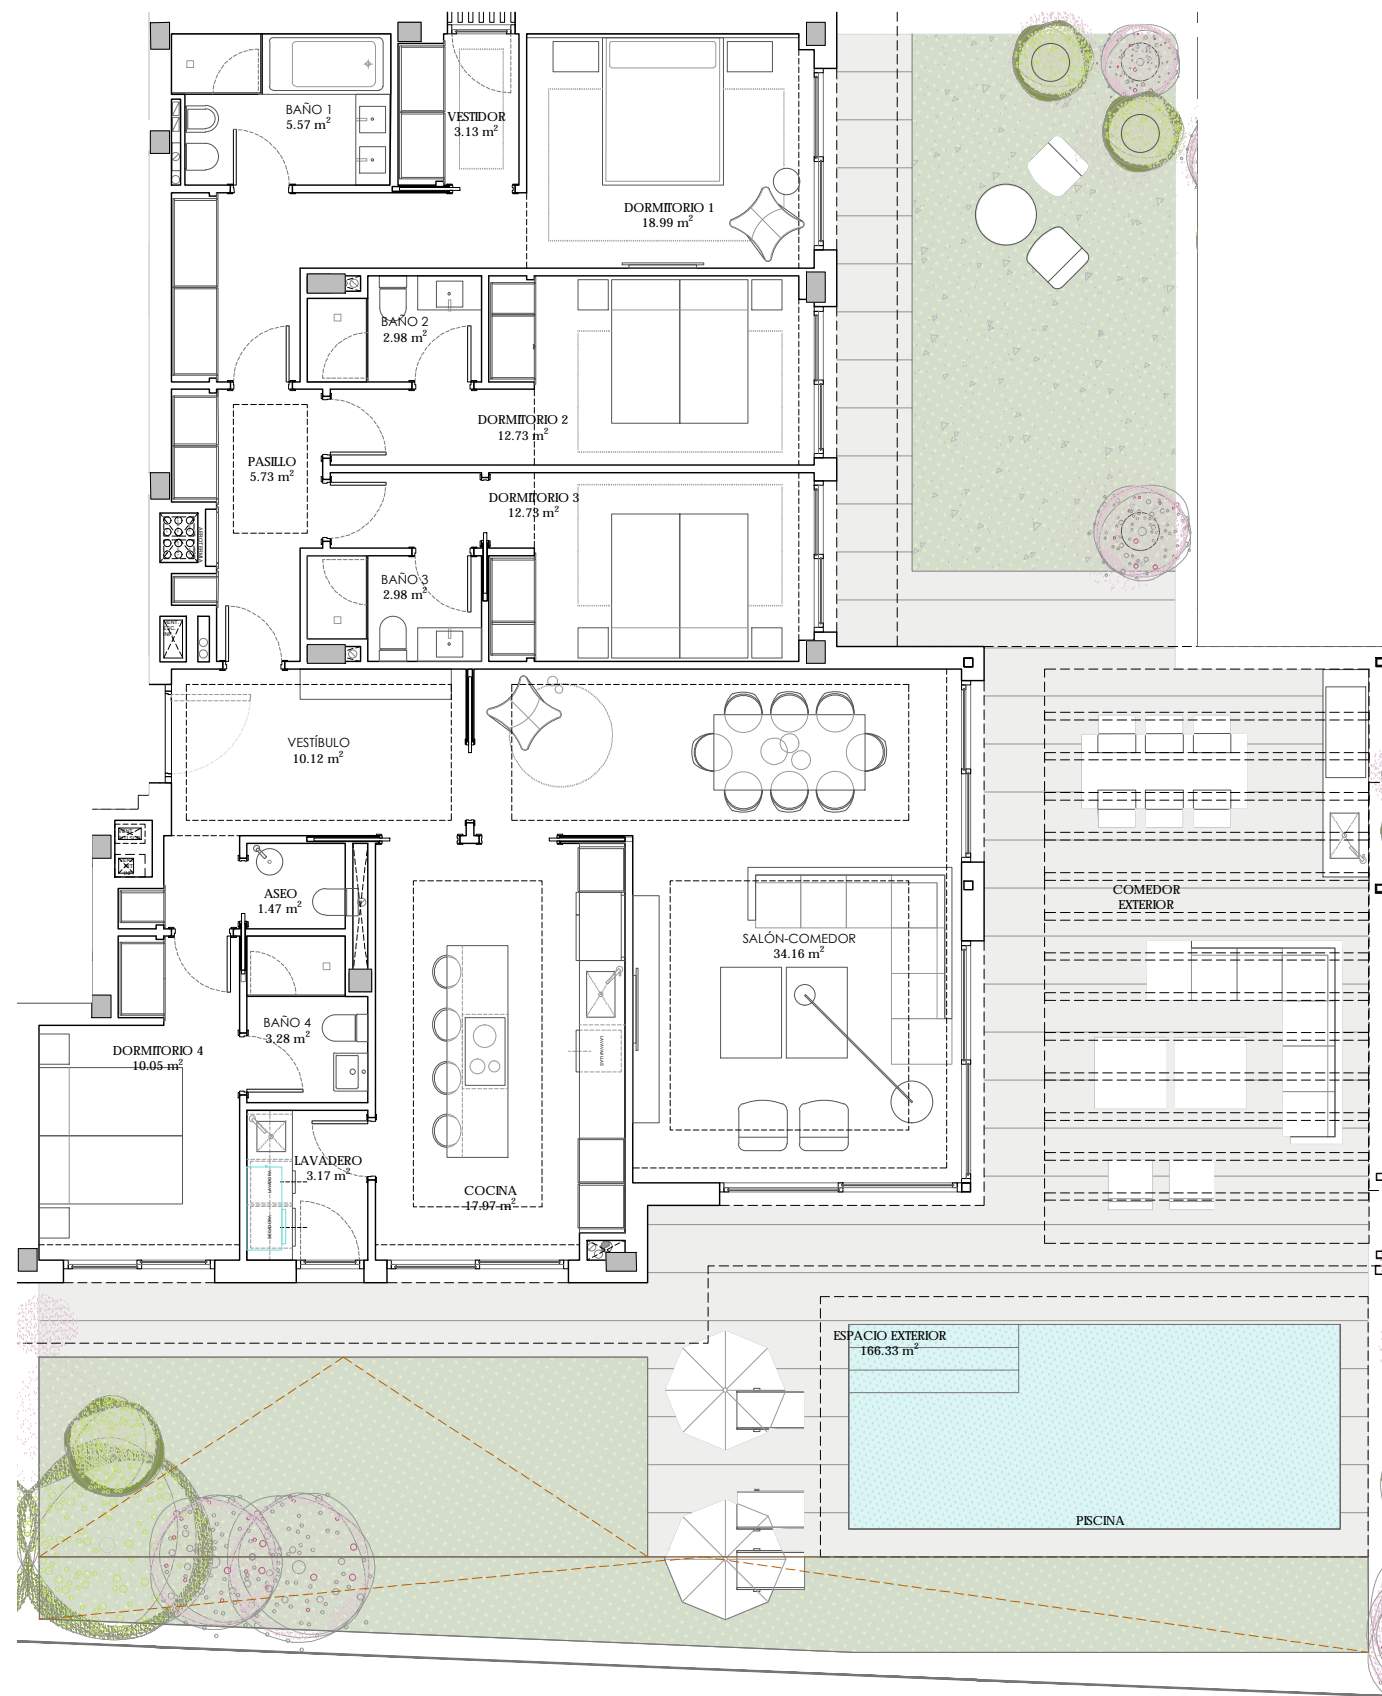 BAÑO 1
5.57 m²
VESTIDOR
3.13 m²
DORMITORIO 1
18.99 m²
BAÑO 2
2.98 m²
DORMITORIO 2
12.73 m²
PASILLO
5.73 m²
DORMITORIO 3
12.73 m²
BAÑO 3
2.98 m²
VESTÍBULO
10.12 m²
ASEO
1.47 m²
COMEDOR
EXTERIOR
SALÓN-COMEDOR
34.16 m²
BAÑO 4
3.28 m²
DORMITORIO 4
10.05 m²
LAVAVAJILLAS
LAVADERO
3.17 m²
LAVADORA
SECADORA
COCINA
17.97 m²
ESPACIO EXTERIOR
166.33 m²
PISCINA